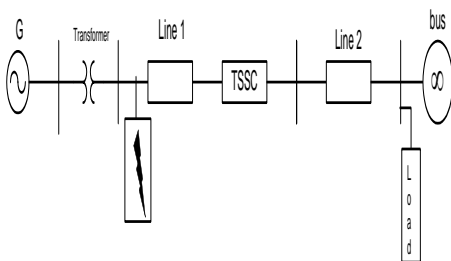 G
Transformer
Line 1
TSSC
Line 2
bus
∞
L
o
a
d